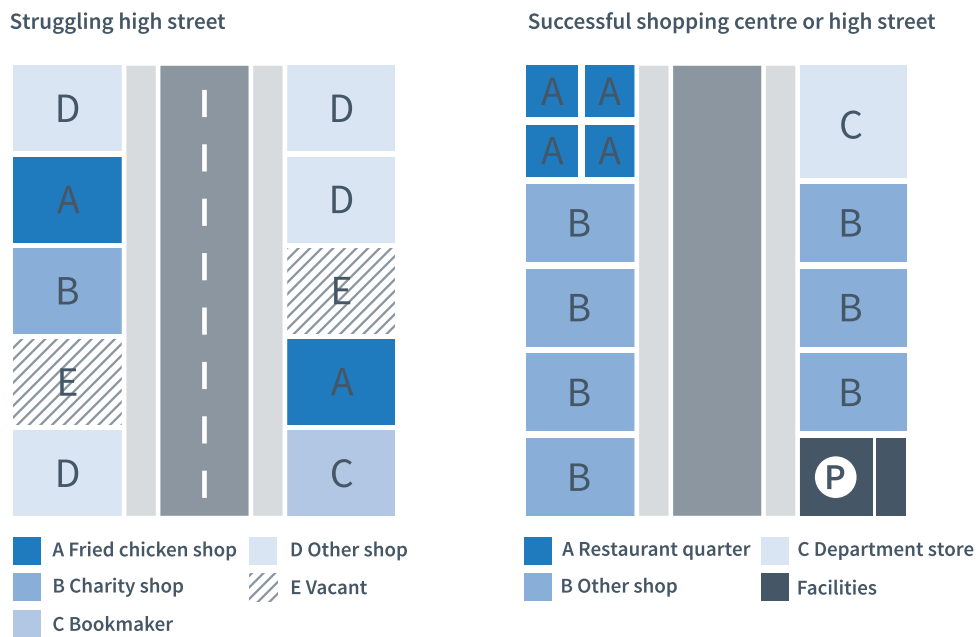 Struggling high street
D
A
B
E
D
D
D
E
A
C
A Fried chicken shop
B Charity shop
C Bookmaker
D Other shop
E Vacant
Successful shopping centre or high street
A A
A A
B
B
B
B
C
B
B
B
P
A Restaurant quarter
B Other shop
C Department store
Facilities